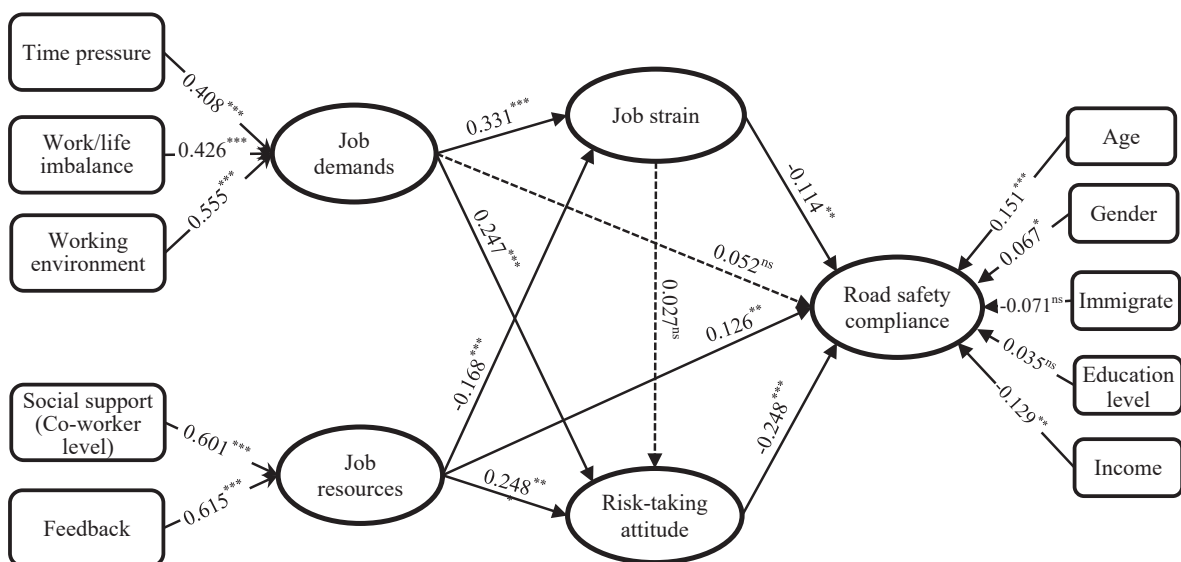 Time pressure
0.408***
Work/life
imbalance
0.426***
Working
environment
0.555***
Job
demands
Social support
(Co-worker
level)
0.601***
Feedback
0.615***
Job
resources
0.331***
0.247***
0.052ns
-0.168***
0.126**
0.248**
*
Job strain
0.027ns
Risk-taking
attitude
-0.114**
-0.248***
Road safety
compliance
Age
0.151***
Gender
0.067*
Immigrate
-0.071ns
Education
level
0.035ns
Income
-0.129**